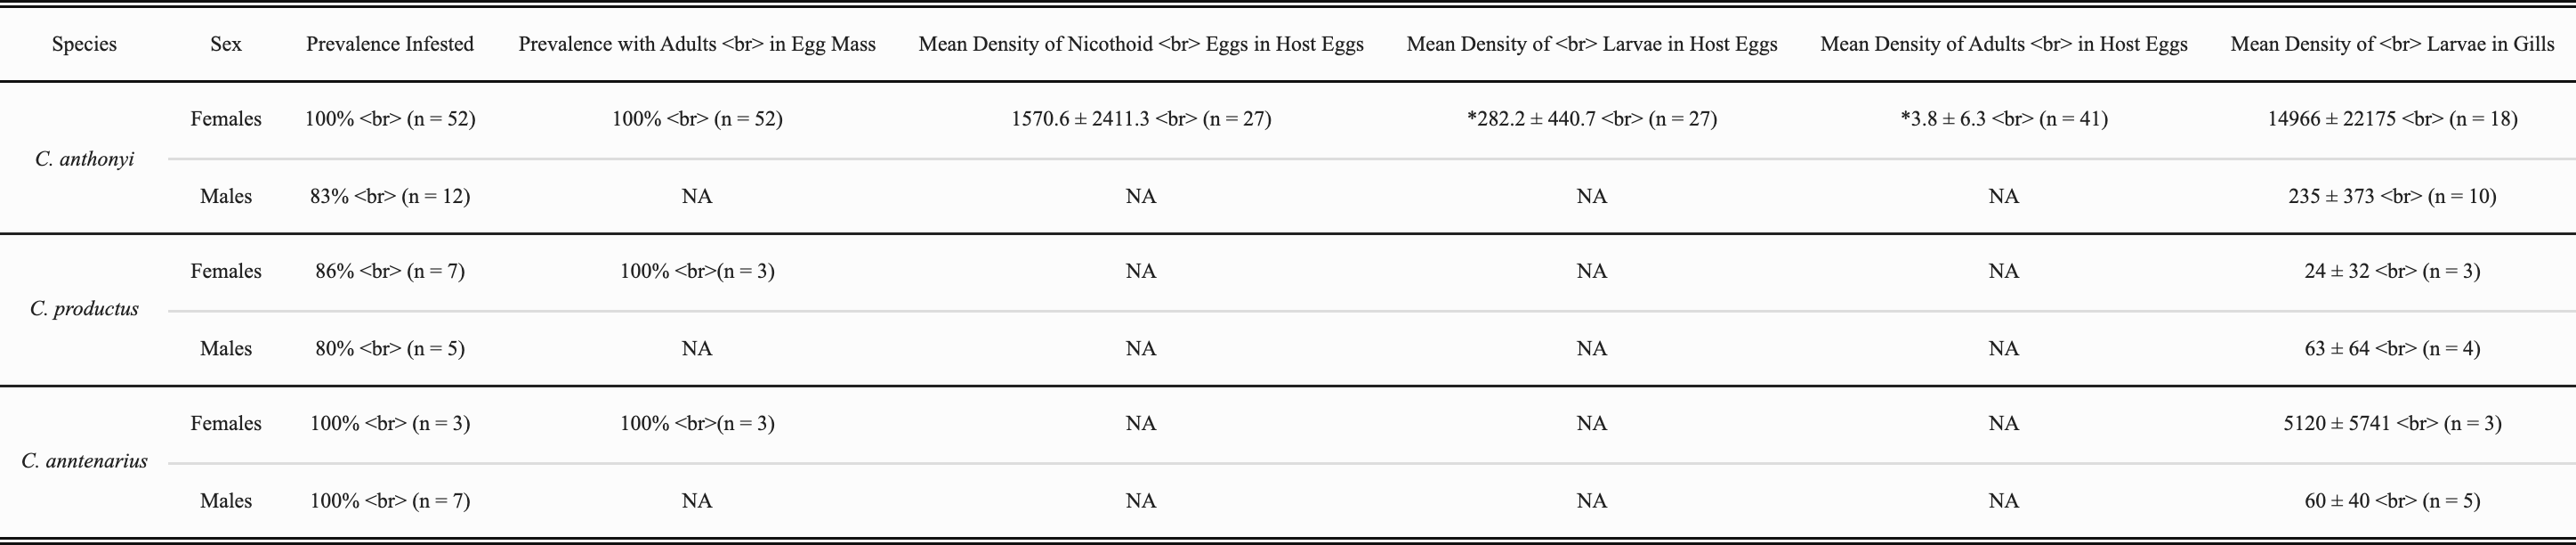 Species Sex Prevalence Infested Prevalence with Adults <br> in Egg Mass Mean Density of Nicothoid <br> Eggs in Host Eggs Mean Density of <br> Larvae in Host Eggs Mean Density of Adults <br> in Host Eggs Mean Density of <br> Larvae in Gills
C. anthonyi
Females 100% <br> (n = 52) 100% <br> (n = 52) 1570.6 ± 2411.3 <br> (n = 27) *282.2 ± 440.7 <br> (n = 27) *3.8 ± 6.3 <br> (n = 41) 14966 ± 22175 <br> (n = 18)
Males 83% <br> (n = 12) NA NA NA NA 235 ± 373 <br> (n = 10)
C. productus
Females 86% <br> (n = 7) 100% <br>(n = 3) NA NA NA 24 ± 32 <br> (n = 3)
Males 80% <br> (n = 5) NA NA NA NA 63 ± 64 <br> (n = 4)
C. anntenarius
Females 100% <br> (n = 3) 100% <br>(n = 3) NA NA NA 5120 ± 5741 <br> (n = 3)
Males 100% <br> (n = 7) NA NA NA NA 60 ± 40 <br> (n = 5)